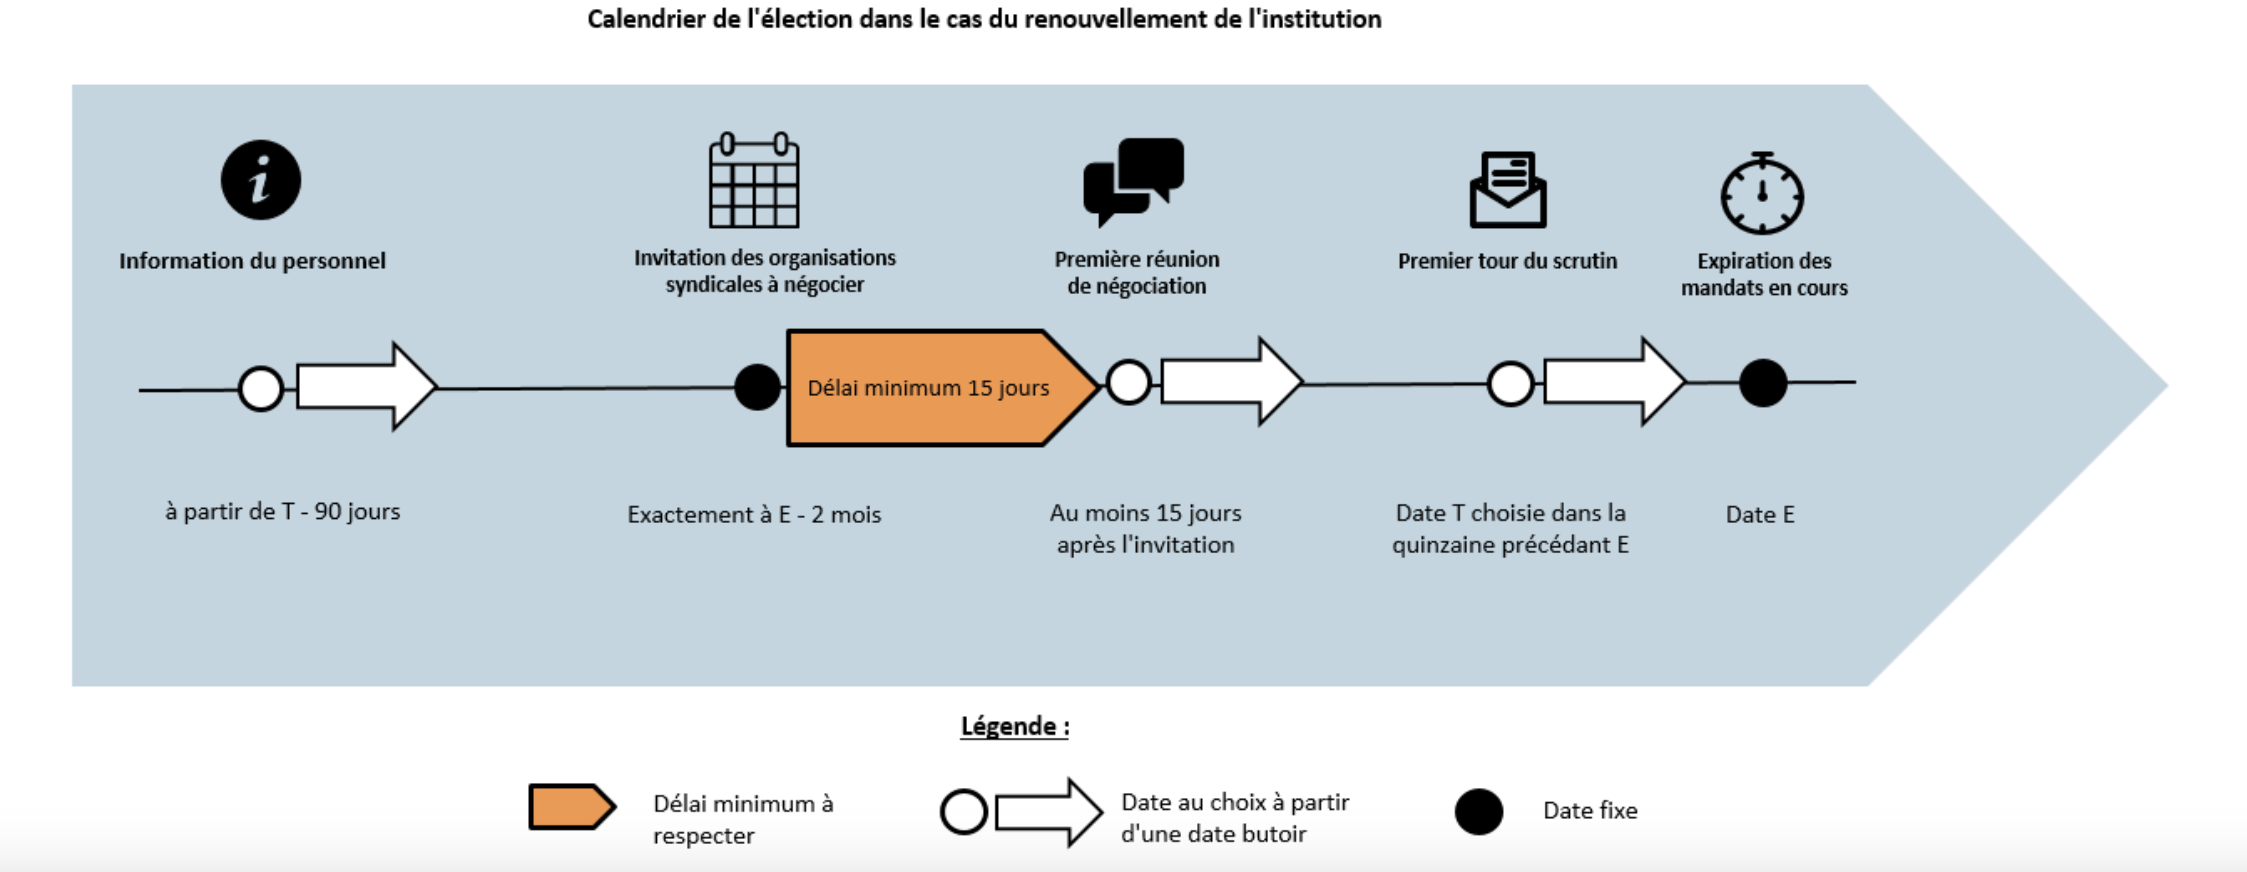 Calendrier de l'élection dans le cas du renouvellement de l'institution
Information du personnel
Invitation des organisations
syndicales à négocier
Première réunion
de négociation
Premier tour du scrutin
Expiration des
mandats en cours
Délai minimum 15 jours
à partir de T - 90 jours
Exactement à E - 2 mois
Au moins 15 jours
après l'invitation
Date T choisie dans la
quinzaine précédant E
Date E
Légende :
Délai minimum à
respecter
Date au choix à partir
d'une date butoir
Date fixe